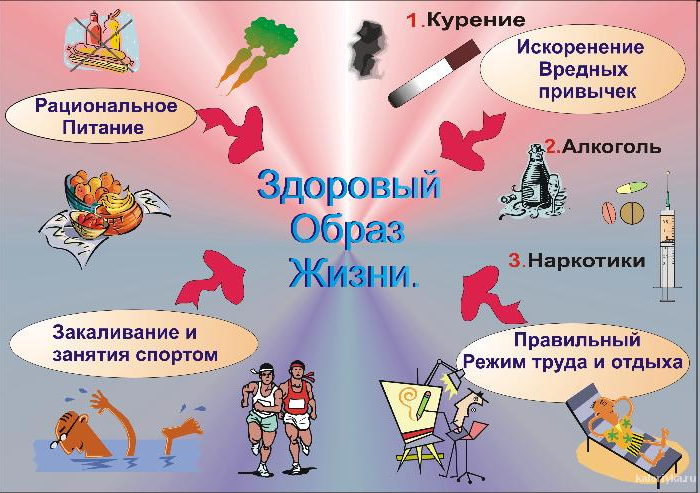 1.Курение
Искоренение
Вредных
привычек
Рациональное
Питание
2.Алкоголь
Здоровый
Образ
Жизни.
3.Наркотики
Закаливание и
занятия спортом
Правильный
Режим труда и отдыха